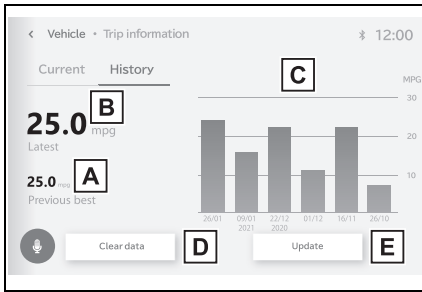 ‹ Vehicle • Trip information
12:00
Current History
C
MPG
B
25.0 mpg
Latest
A
25.0 mpg
Previous best
30
20
10
26/01 09/01 22/12 01/12 16/11 26/10
2021 2020
Clear data
D
Update
E